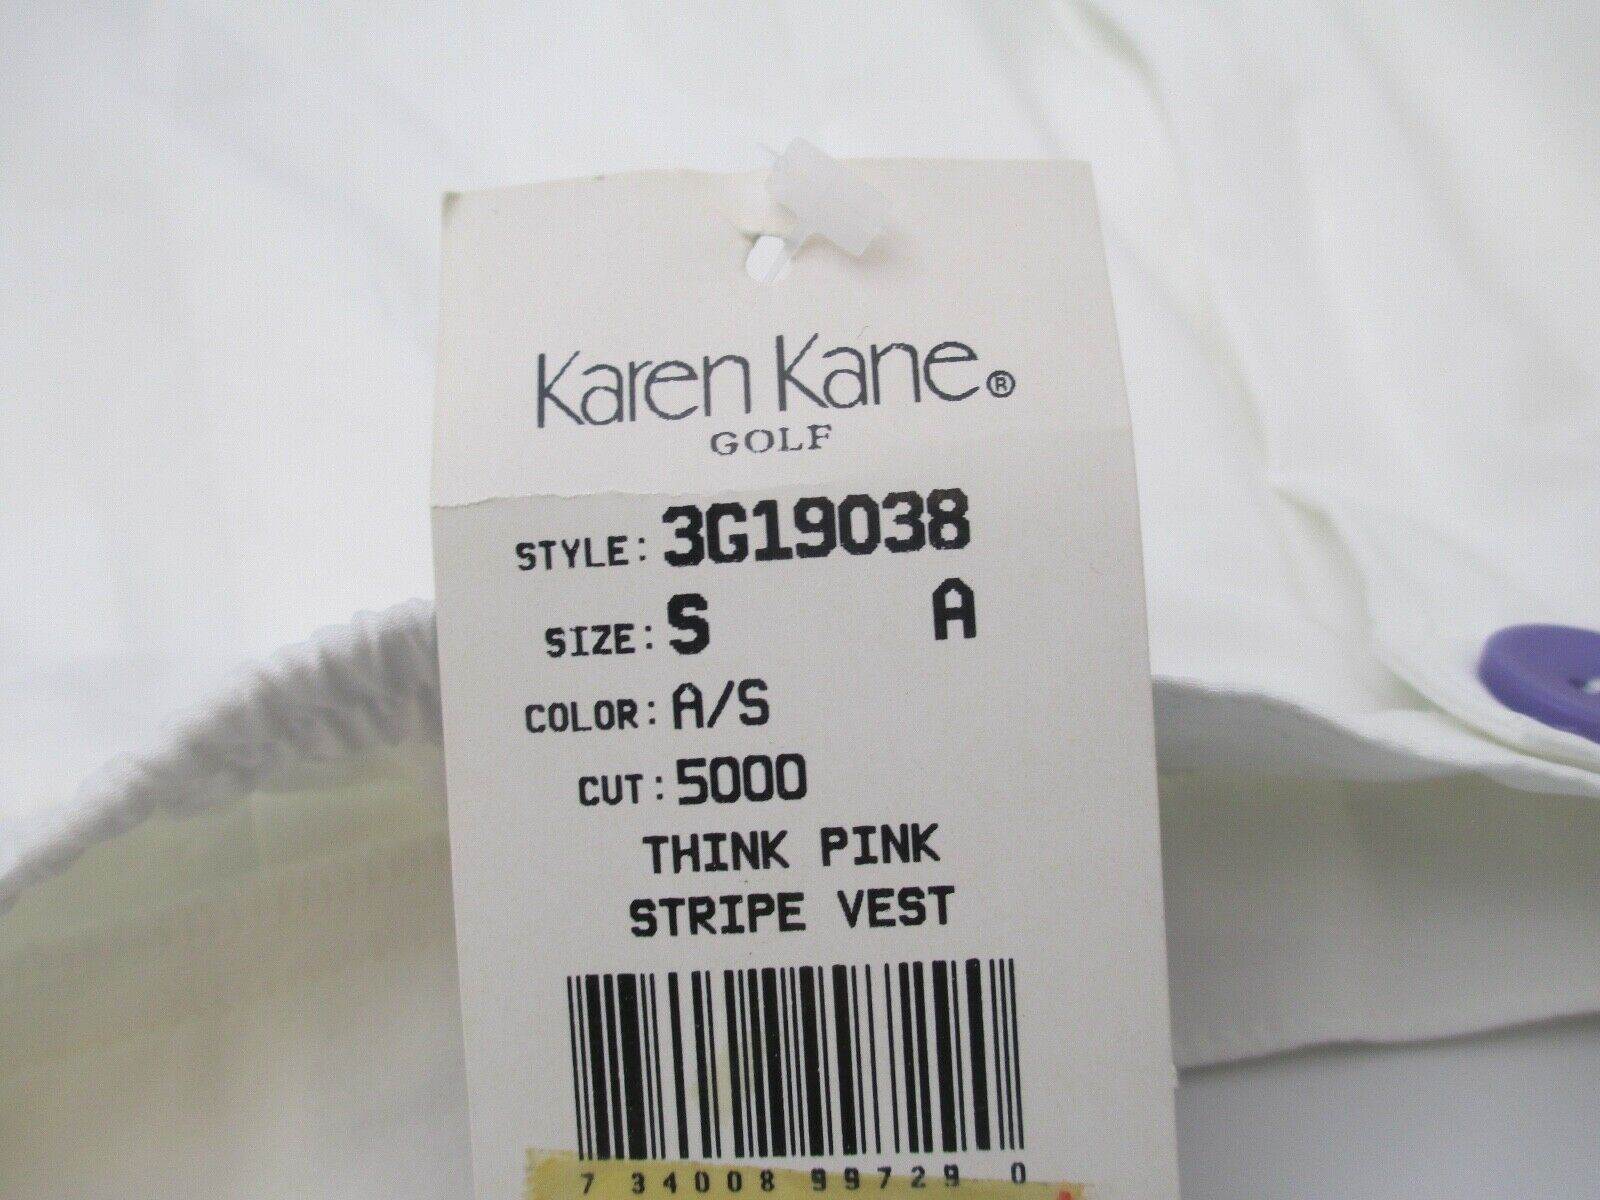 Karen Kane®
GOLF
STYLE: 3G19038
SIZE: S A
COLOR: A/S
CUT: 5000
THINK PINK
STRIPE VEST
7 34008 99729 0